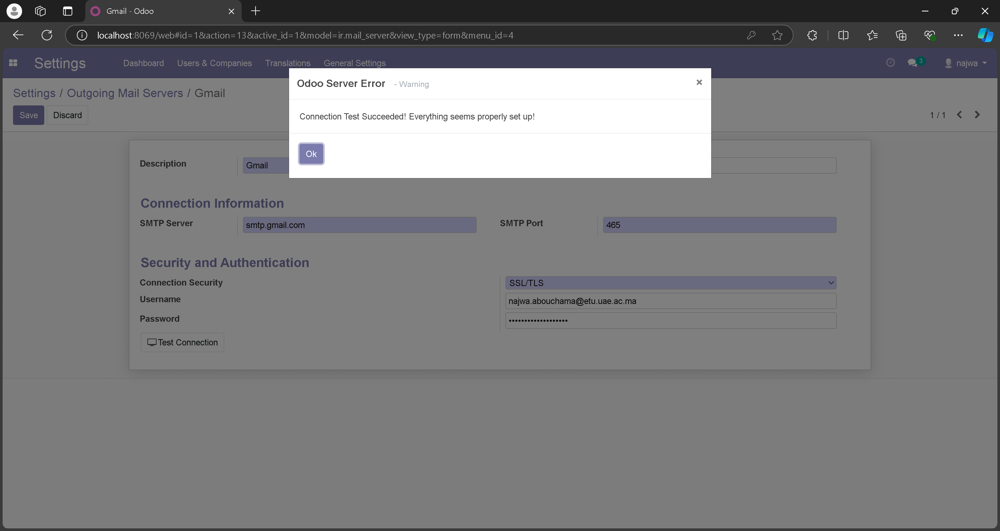 Gmail - Odoo
localhost:8069/web#id=1&action=13&active_id=1&model=ir.mail_server&view_type=form&menu_id=4
Settings Dashboard Users & Companies Translations General Settings 3 najwa
Odoo Server Error - Warning
Settings / Outgoing Mail Servers / Gmail
Save Discard
1 / 1
Connection Test Succeeded! Everything seems properly set up!
Ok
Description Gmail
Connection Information
SMTP Server smtp.gmail.com SMTP Port 465
Security and Authentication
Connection Security SSL/TLS
Username najwa.abouchama@etu.uae.ac.ma
Password
Test Connection